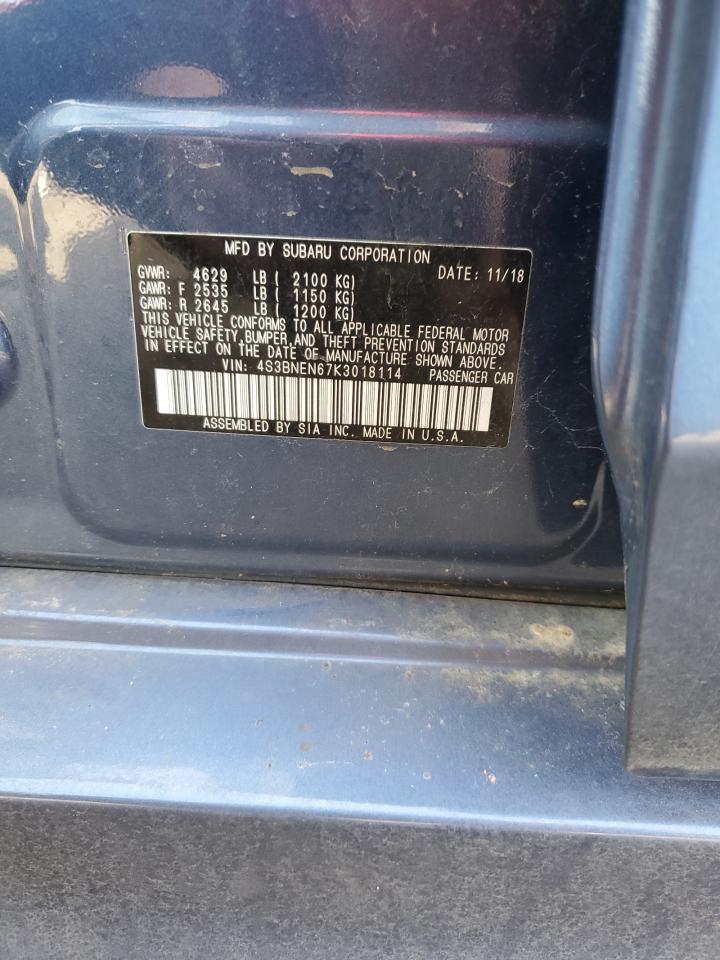 MFD BY SUBARU CORPORATION
DATE: 11/18
GVWR: 4629 LB ( 2100 KG)
GAWR: F 2535 LB ( 1150 KG)
GAWR: R 2645 LB ( 1200 KG)
THIS VEHICLE CONFORMS TO ALL APPLICABLE FEDERAL MOTOR
VEHICLE SAFETY, BUMPER, AND THEFT PREVENTION STANDARDS
IN EFFECT ON THE DATE OF MANUFACTURE SHOWN ABOVE.
VIN: 4S3BNEN67K3018114 PASSENGER CAR
ASSEMBLED BY SIA INC. MADE IN U.S.A.